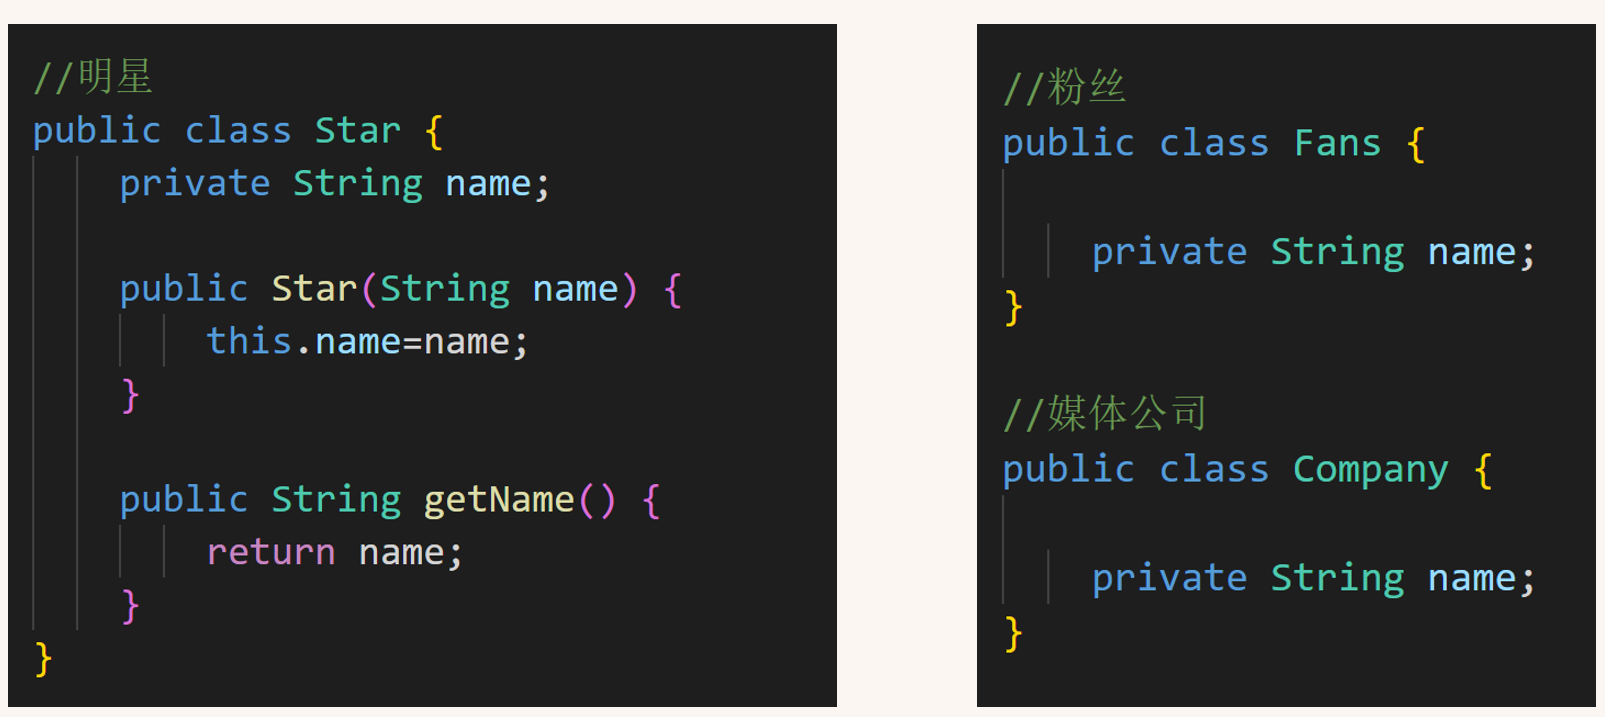 //明星
public class Star {
private String name;
public Star(String name) {
this.name=name;
}
public String getName() {
return name;
}
}
//粉丝
public class Fans {
private String name;
}
//媒体公司
public class Company {
private String name;
}